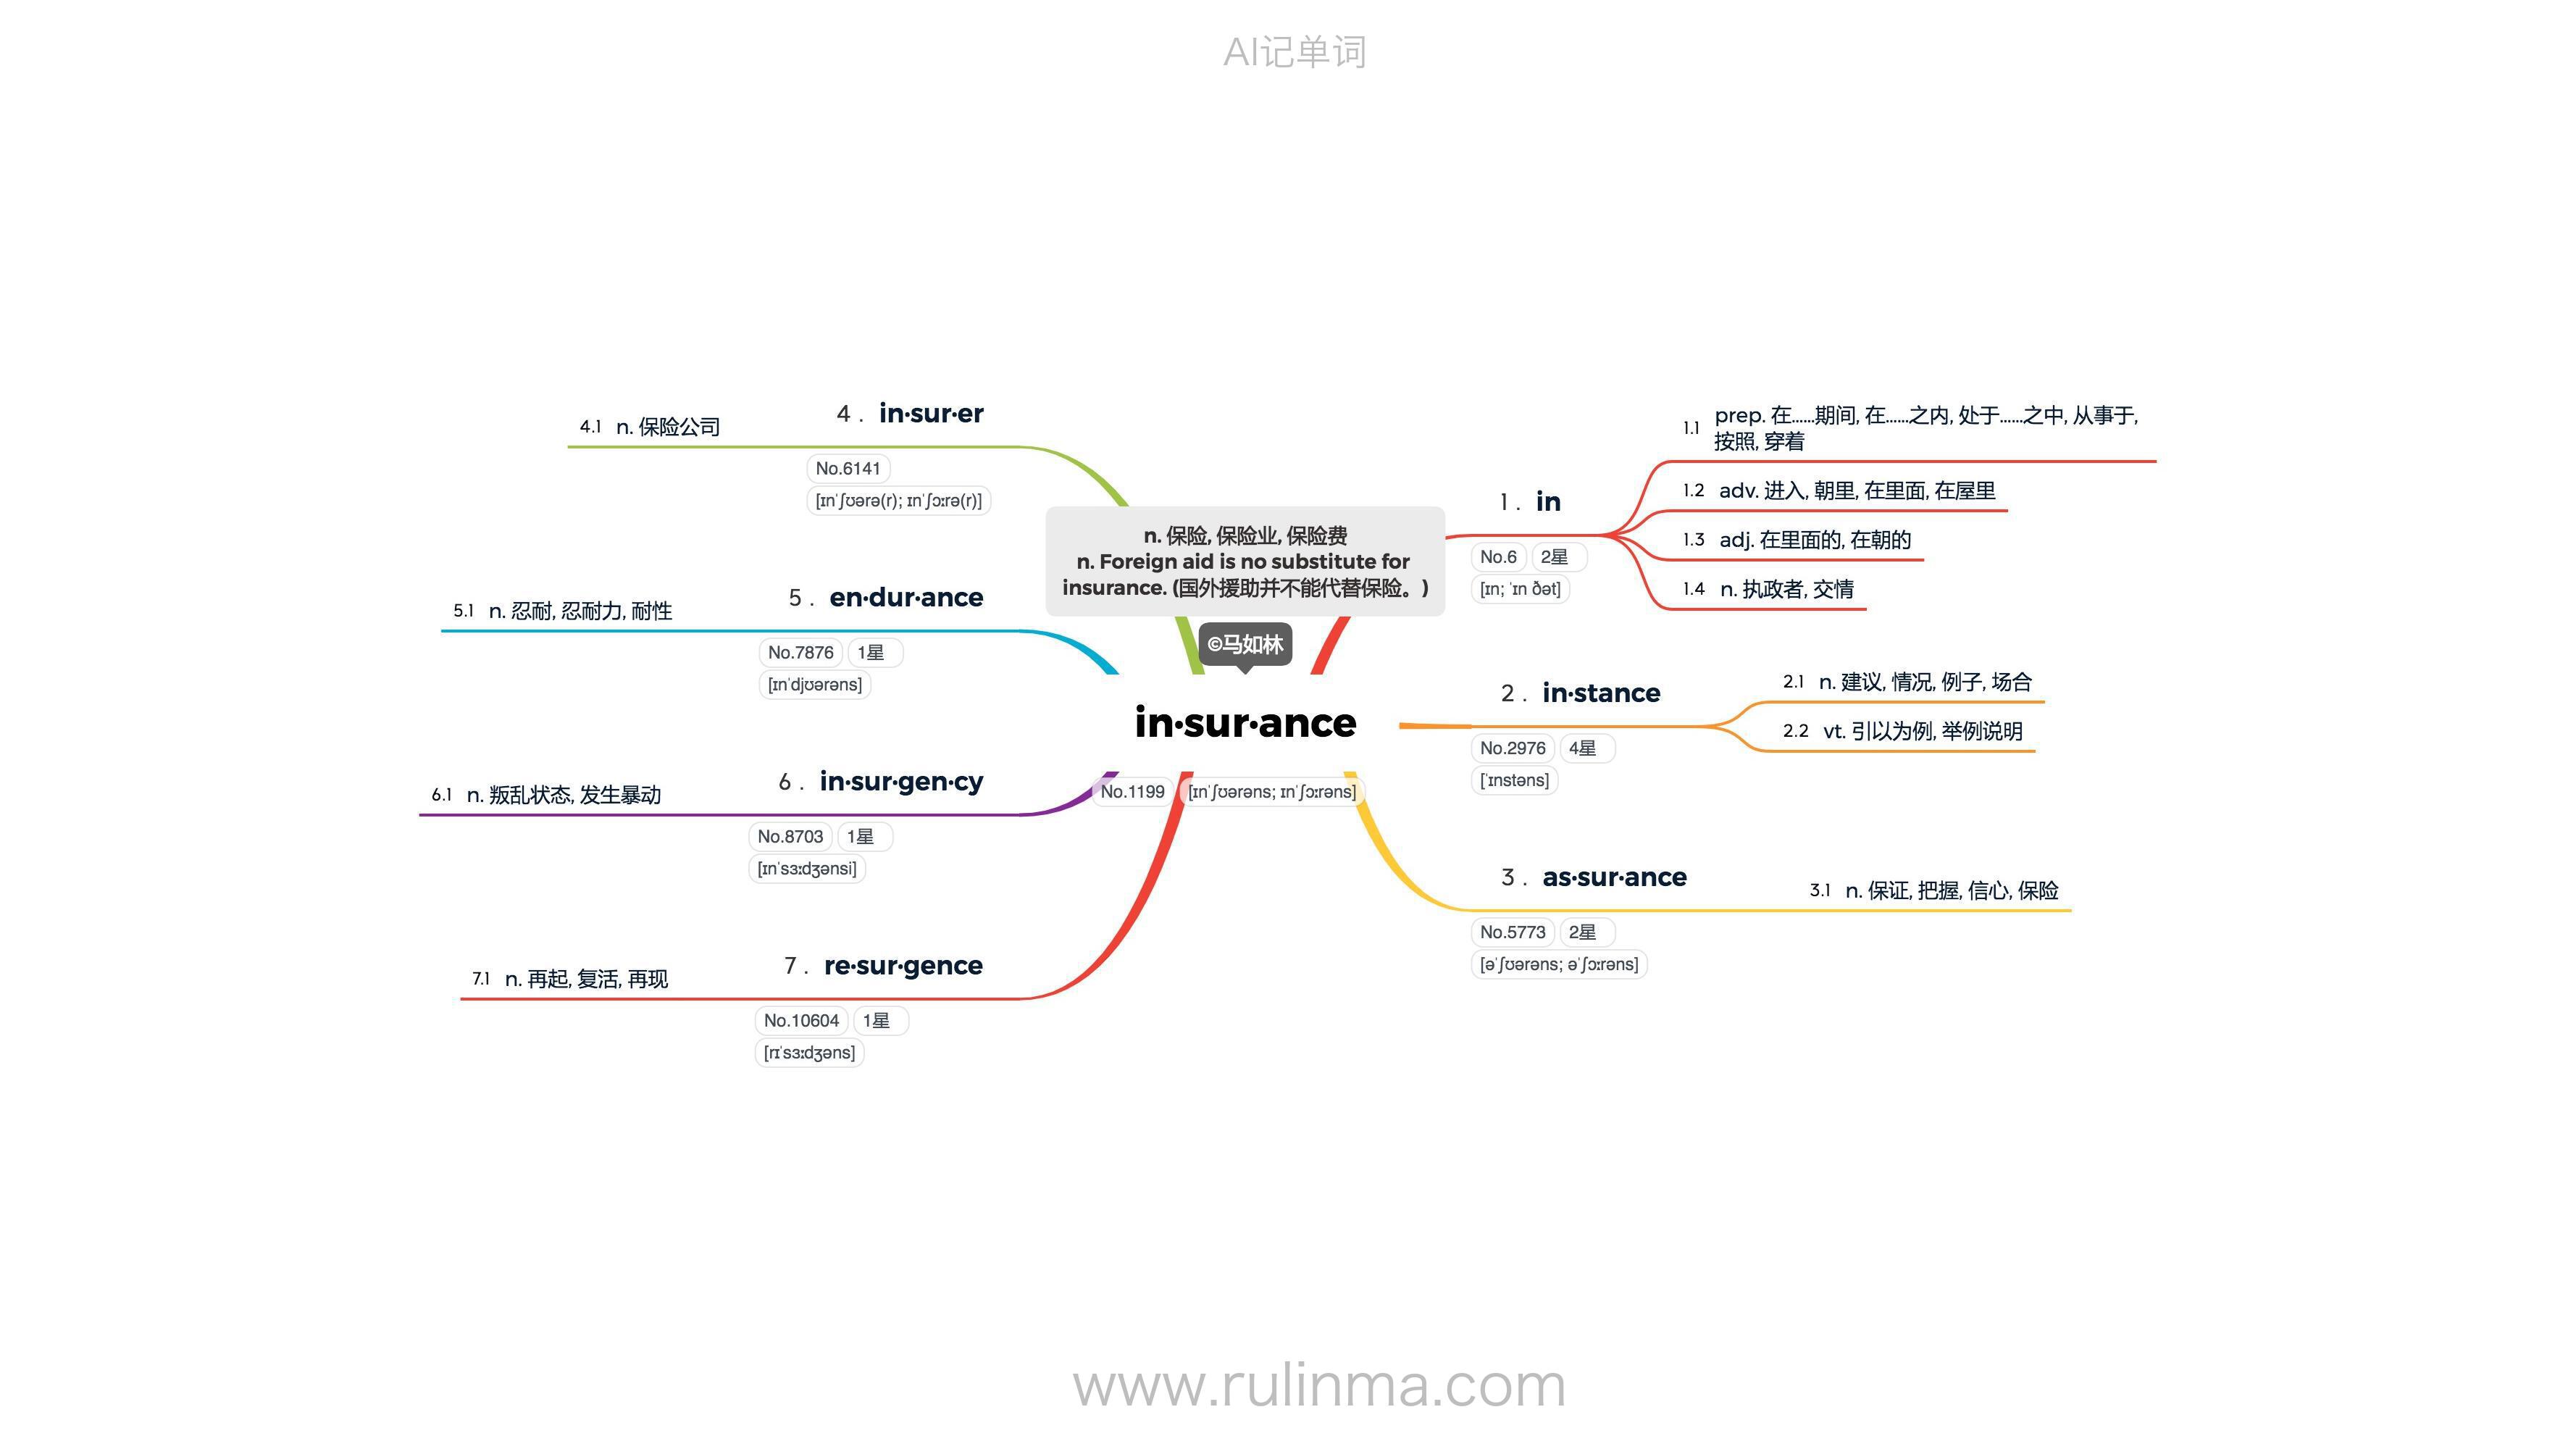 AI记单词
n. 保险, 保险业, 保险费
n. Foreign aid is no substitute for
insurance. (国外援助并不能代替保险。)
©马如林
in·sur·ance
No.1199 [ɪnˈʃʊərəns; ɪnˈʃɔːrəns]
1 . in
No.6 2星
[ɪn; ˈɪn ðət]
1.1 prep. 在……期间, 在……之内, 处于……之中, 从事于,
按照, 穿着
1.2 adv. 进入, 朝里, 在里面, 在屋里
1.3 adj. 在里面的, 在朝的
1.4 n. 执政者, 交情
2 . in·stance
No.2976 4星
[ˈɪnstəns]
2.1 n. 建议, 情况, 例子, 场合
2.2 vt. 引以为例, 举例说明
3 . as·sur·ance
No.5773 2星
[əˈʃʊərəns; əˈʃɔːrəns]
3.1 n. 保证, 把握, 信心, 保险
4 . in·sur·er
No.6141
[ɪnˈʃʊərə(r); ɪnˈʃɔːrə(r)]
4.1 n. 保险公司
5 . en·dur·ance
No.7876 1星
[ɪnˈdjʊərəns]
5.1 n. 忍耐, 忍耐力, 耐性
6 . in·sur·gen·cy
No.8703 1星
[ɪnˈsɜːdʒənsi]
6.1 n. 叛乱状态, 发生暴动
7 . re·sur·gence
No.10604 1星
[rɪˈsɜːdʒəns]
7.1 n. 再起, 复活, 再现
www.rulinma.com